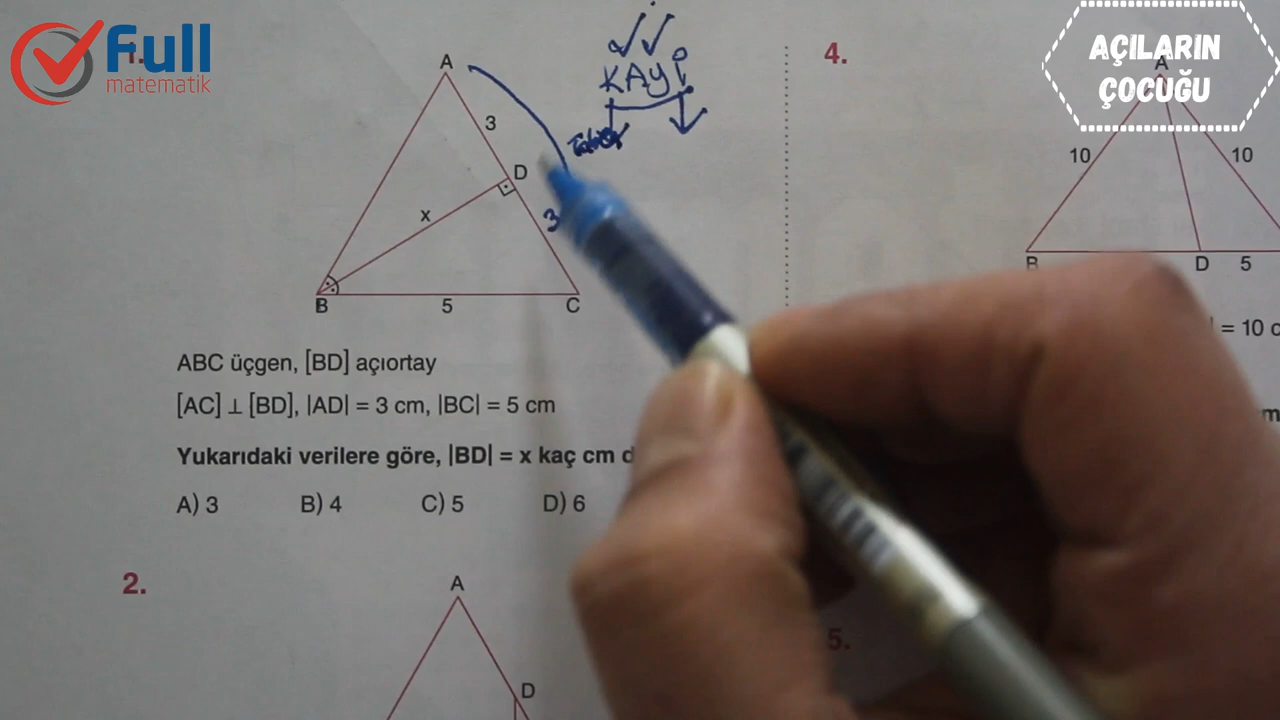 Full
matematik
AÇILARIN
ÇOCUĞU
KAYİ
1.
A
3
D
x
3
B
5
C
ABC üçgen, [BD] açıortay
[AC] ⊥ [BD], |AD| = 3 cm, |BC| = 5 cm
Yukarıdaki verilere göre, |BD| = x kaç cm d
A) 3 B) 4 C) 5 D) 6
2.
A
D
4.
A
10
10
B
D
5
= 10 c
m
5.